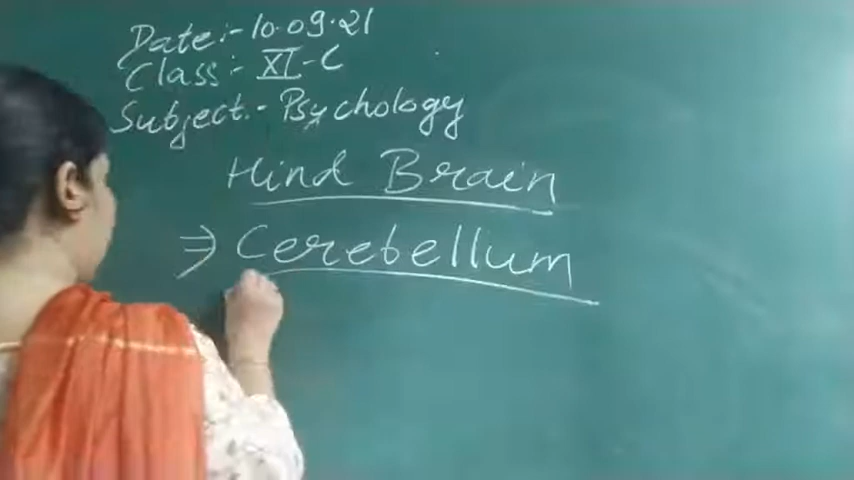 Date:- 10.09.21
Class:- XI-C
Subject:- Psychology
Hind Brain
⇒ Cerebellum